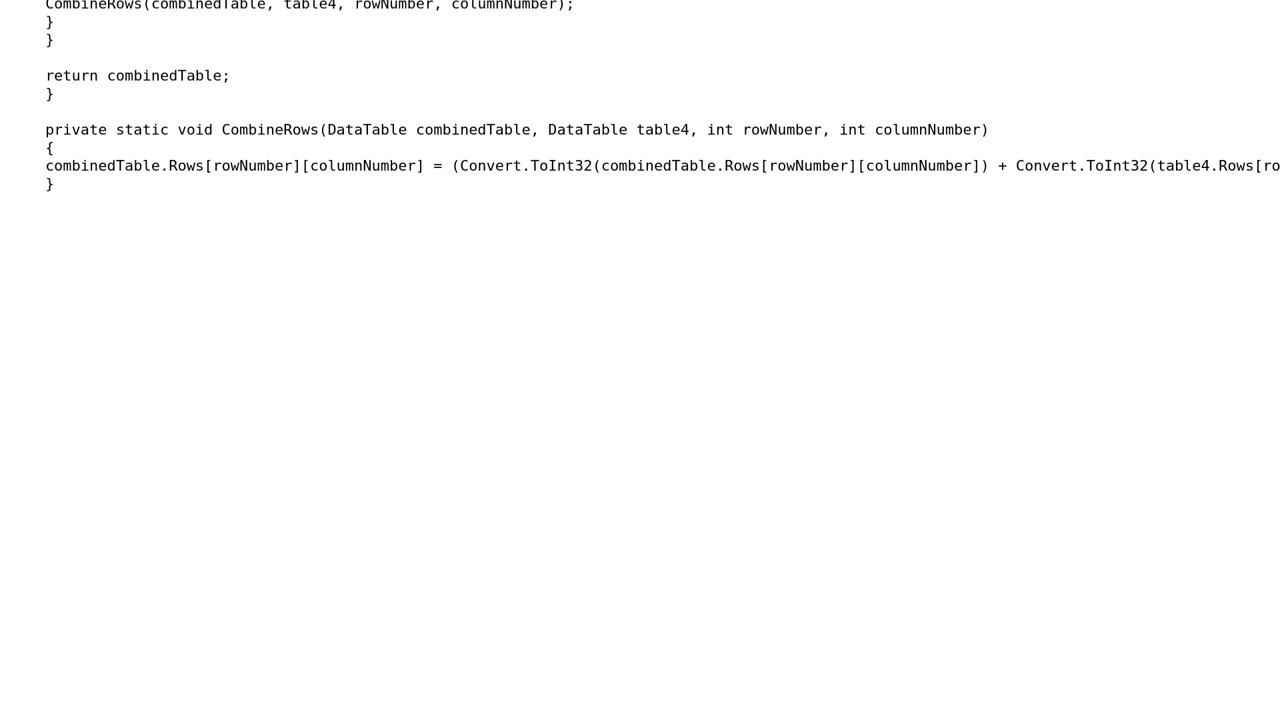 CombineRows(combinedTable, table4, rowNumber, columnNumber);
}
}
return combinedTable;
}
private static void CombineRows(DataTable combinedTable, DataTable table4, int rowNumber, int columnNumber)
{
combinedTable.Rows[rowNumber][columnNumber] = (Convert.ToInt32(combinedTable.Rows[rowNumber][columnNumber]) + Convert.ToInt32(table4.Rows[ro
}